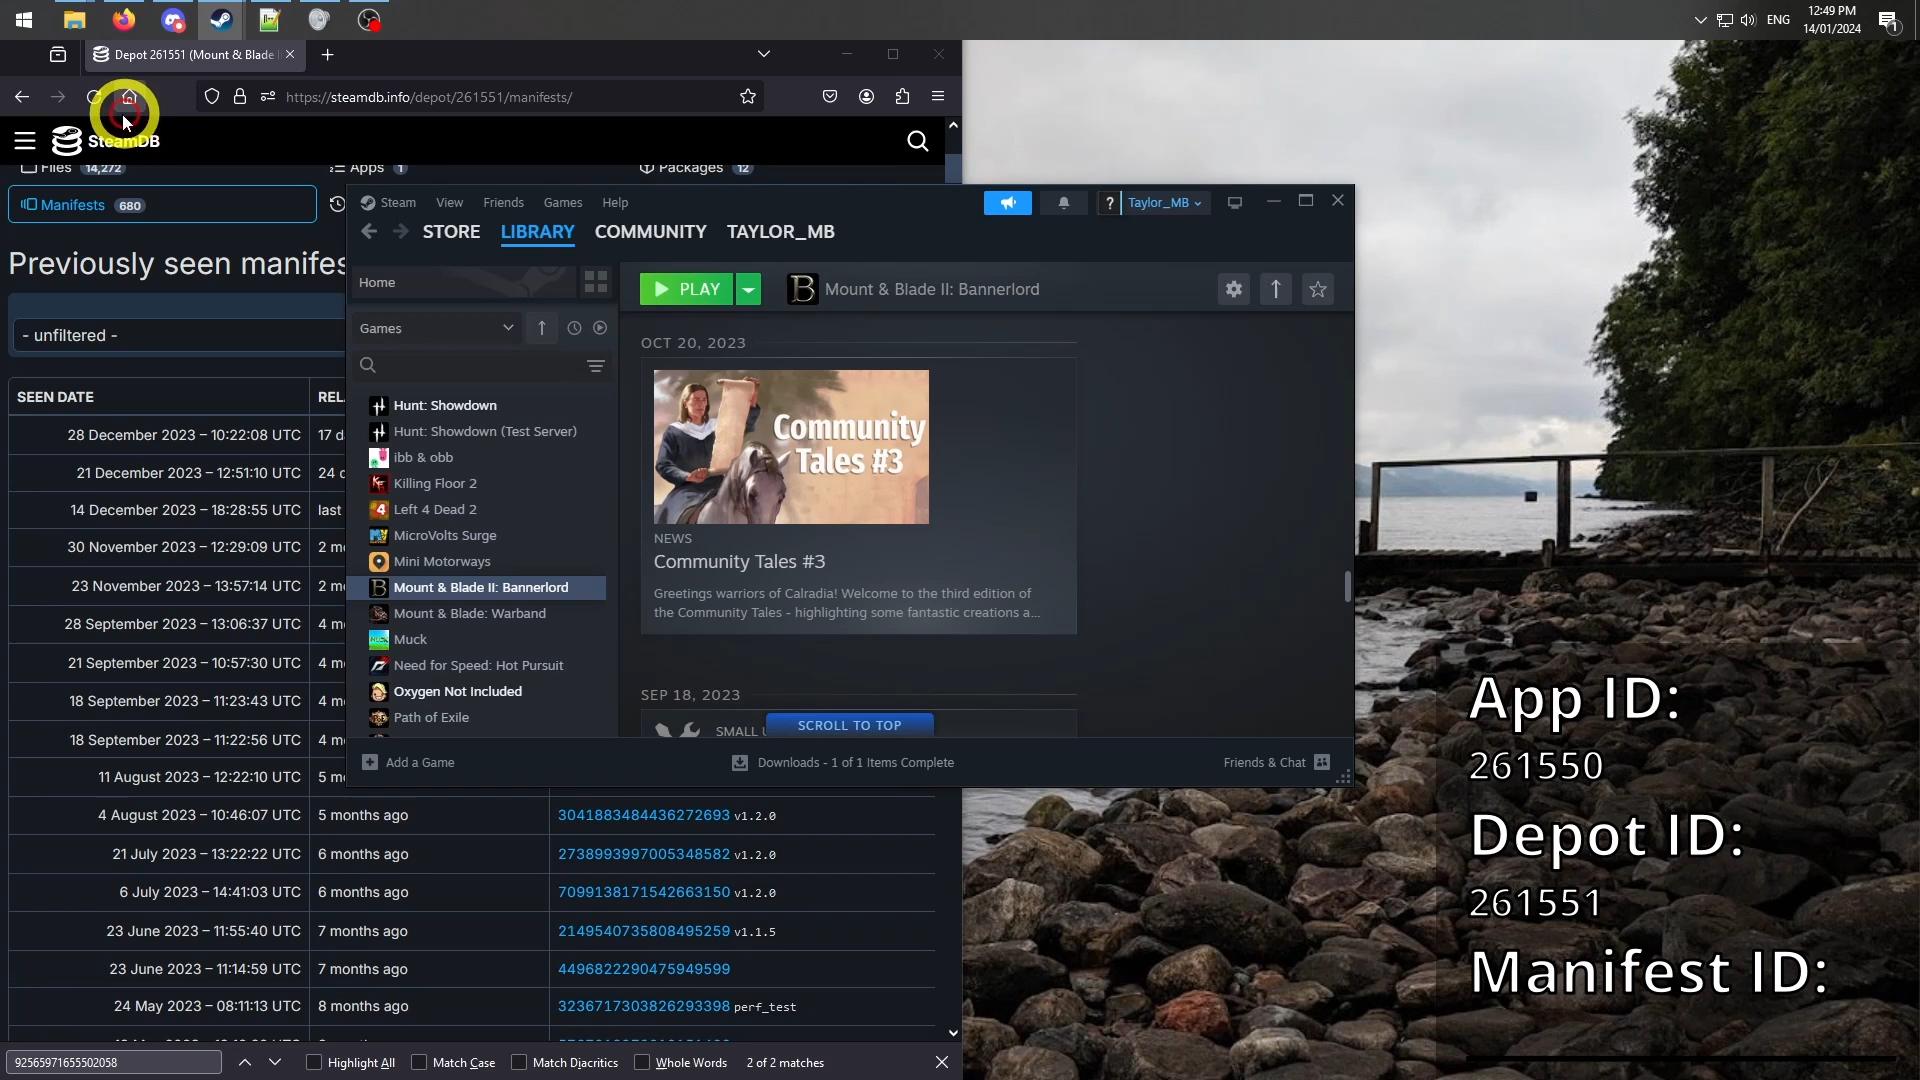 12:49 PM
ENG
14/01/2024
1
Depot 261551 (Mount & Blade
https://steamdb.info/depot/261551/manifests/
SteamDB
Files 14,272
Apps 1
Packages 12
Manifests 680
Previously seen manifes
- unfiltered -
SEEN DATE
REL
28 December 2023 – 10:22:08 UTC 17 d
21 December 2023 – 12:51:10 UTC 24 d
14 December 2023 – 18:28:55 UTC last
30 November 2023 – 12:29:09 UTC 2 m
23 November 2023 – 13:57:14 UTC 2 m
28 September 2023 – 13:06:37 UTC 4 m
21 September 2023 – 10:57:30 UTC 4 m
18 September 2023 – 11:23:43 UTC 4 m
18 September 2023 – 11:22:56 UTC 4 m
11 August 2023 – 12:22:10 UTC 5 m
4 August 2023 – 10:46:07 UTC 5 months ago 3041883484436272693 v1.2.0
21 July 2023 – 13:22:22 UTC 6 months ago 2738993997005348582 v1.2.0
6 July 2023 – 14:41:03 UTC 6 months ago 7099138171542663150 v1.2.0
23 June 2023 – 11:55:40 UTC 7 months ago 2149540735808495259 v1.1.5
23 June 2023 – 11:14:59 UTC 7 months ago 4496822290475949599
24 May 2023 – 08:11:13 UTC 8 months ago 3236717303826293398 perf_test
92565971655502058
Highlight All
Match Case
Match Diacritics
Whole Words
2 of 2 matches
Steam View Friends Games Help
? Taylor_MB
STORE LIBRARY COMMUNITY TAYLOR_MB
Home
Games
Hunt: Showdown
Hunt: Showdown (Test Server)
ibb & obb
Killing Floor 2
Left 4 Dead 2
MicroVolts Surge
Mini Motorways
Mount & Blade II: Bannerlord
Mount & Blade: Warband
Muck
Need for Speed: Hot Pursuit
Oxygen Not Included
Path of Exile
PLAY
B Mount & Blade II: Bannerlord
OCT 20, 2023
Community
Tales #3
NEWS
Community Tales #3
Greetings warriors of Calradia! Welcome to the third edition of
the Community Tales - highlighting some fantastic creations a...
SEP 18, 2023
SMALL U
SCROLL TO TOP
Add a Game
Downloads - 1 of 1 Items Complete
Friends & Chat
App ID:
261550
Depot ID:
261551
Manifest ID: